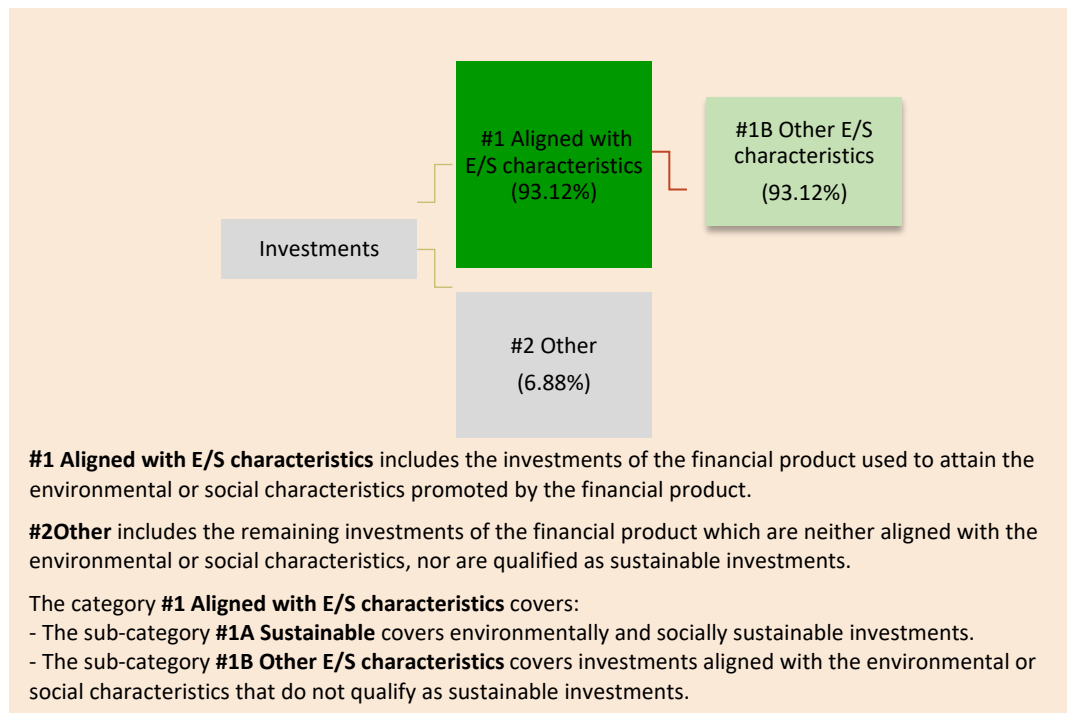 #1 Aligned with
E/S characteristics
(93.12%)
#1B Other E/S
characteristics
(93.12%)
Investments
#2 Other
(6.88%)
#1 Aligned with E/S characteristics includes the investments of the financial product used to attain the
environmental or social characteristics promoted by the financial product.
#2Other includes the remaining investments of the financial product which are neither aligned with the
environmental or social characteristics, nor are qualified as sustainable investments.
The category #1 Aligned with E/S characteristics covers:
- The sub-category #1A Sustainable covers environmentally and socially sustainable investments.
- The sub-category #1B Other E/S characteristics covers investments aligned with the environmental or
social characteristics that do not qualify as sustainable investments.